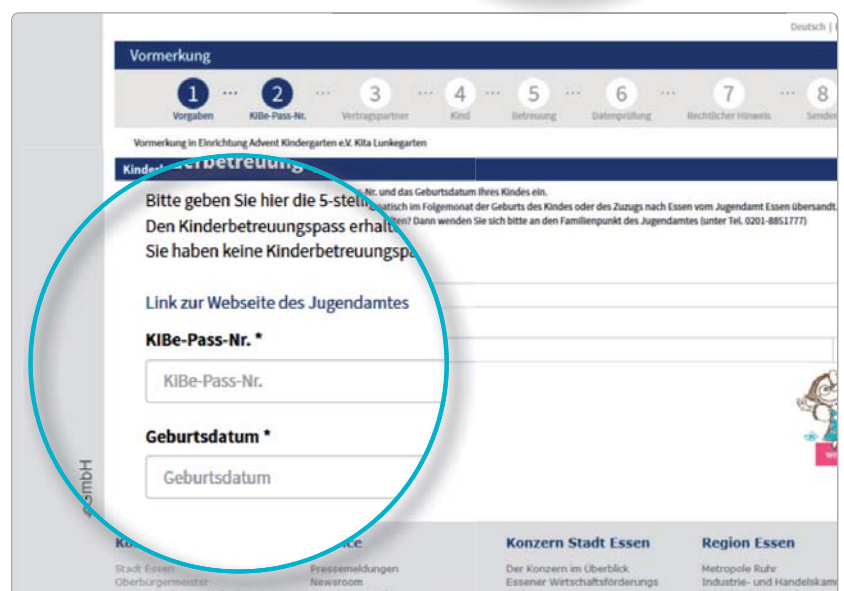 Deutsch |
Vormerkung
1 ... 2 ... 3 ... 4 ... 5 ... 6 ... 7 ... 8
Vorgaben KiBe-Pass-Nr. Vertragspartner Kind Betreuung Datenprüfung Rechtlicher Hinweis Senden
Vormerkung in Einrichtung Advent Kindergarten e.V. Kita Lunkegarten
Bitte geben Sie hier die 5-stell
Nr. und das Geburtsdatum Ihres Kindes ein.
Den Kinderbetreuungspass erhalte
im Folgemonat der Geburts des Kindes oder des Zuzugs nach Essen vom Jugendamt Essen übersandt.
Sie haben keine Kinderbetreuungspa
Dann wenden Sie sich bitte an den Familienpunkt des Jugendamtes (unter Tel. 0201-8851777)
Link zur Webseite des Jugendamtes
KIBe-Pass-Nr. *
KIBe-Pass-Nr.
Geburtsdatum *
Geburtsdatum
GmbH
Konzern Stadt Essen Region Essen
Stadt Essen Pressemeldungen Der Konzern im Überblick Metropole Ruhr
Oberbürgermeister Newsroom Essener Wirtschaftsförderungs Industrie- und Handelskam